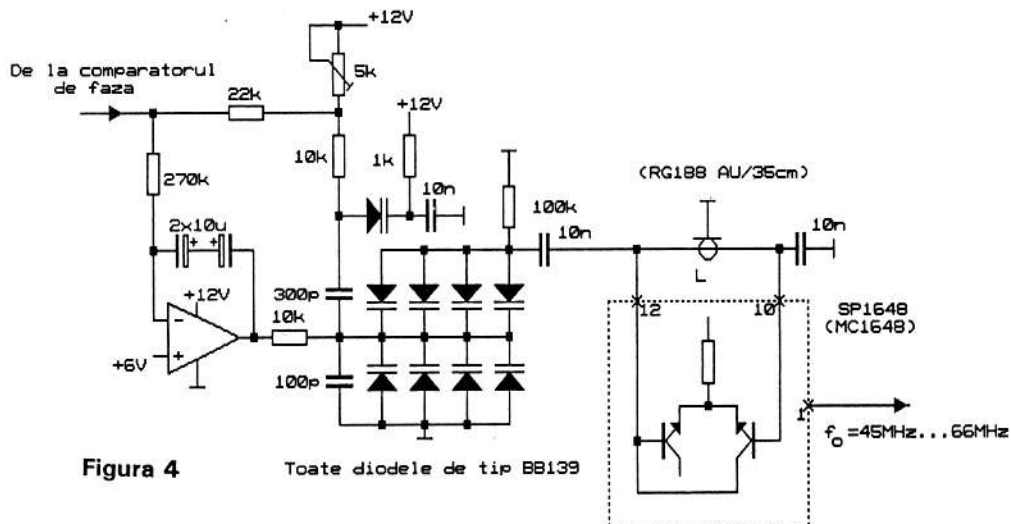 +12V
De la comparatorul
de faza
5k
22k
+12V
10k
1k
10n
(RG188 AU/35cm)
270k
100k
10n
10n
2x10u
+ +
L
+12V
300p
12
10
SP1648
(MC1648)
-
+
10k
+6V
100p
1
f₀=45MHz...66MHz
Figura 4
Toate diodele de tip BB139